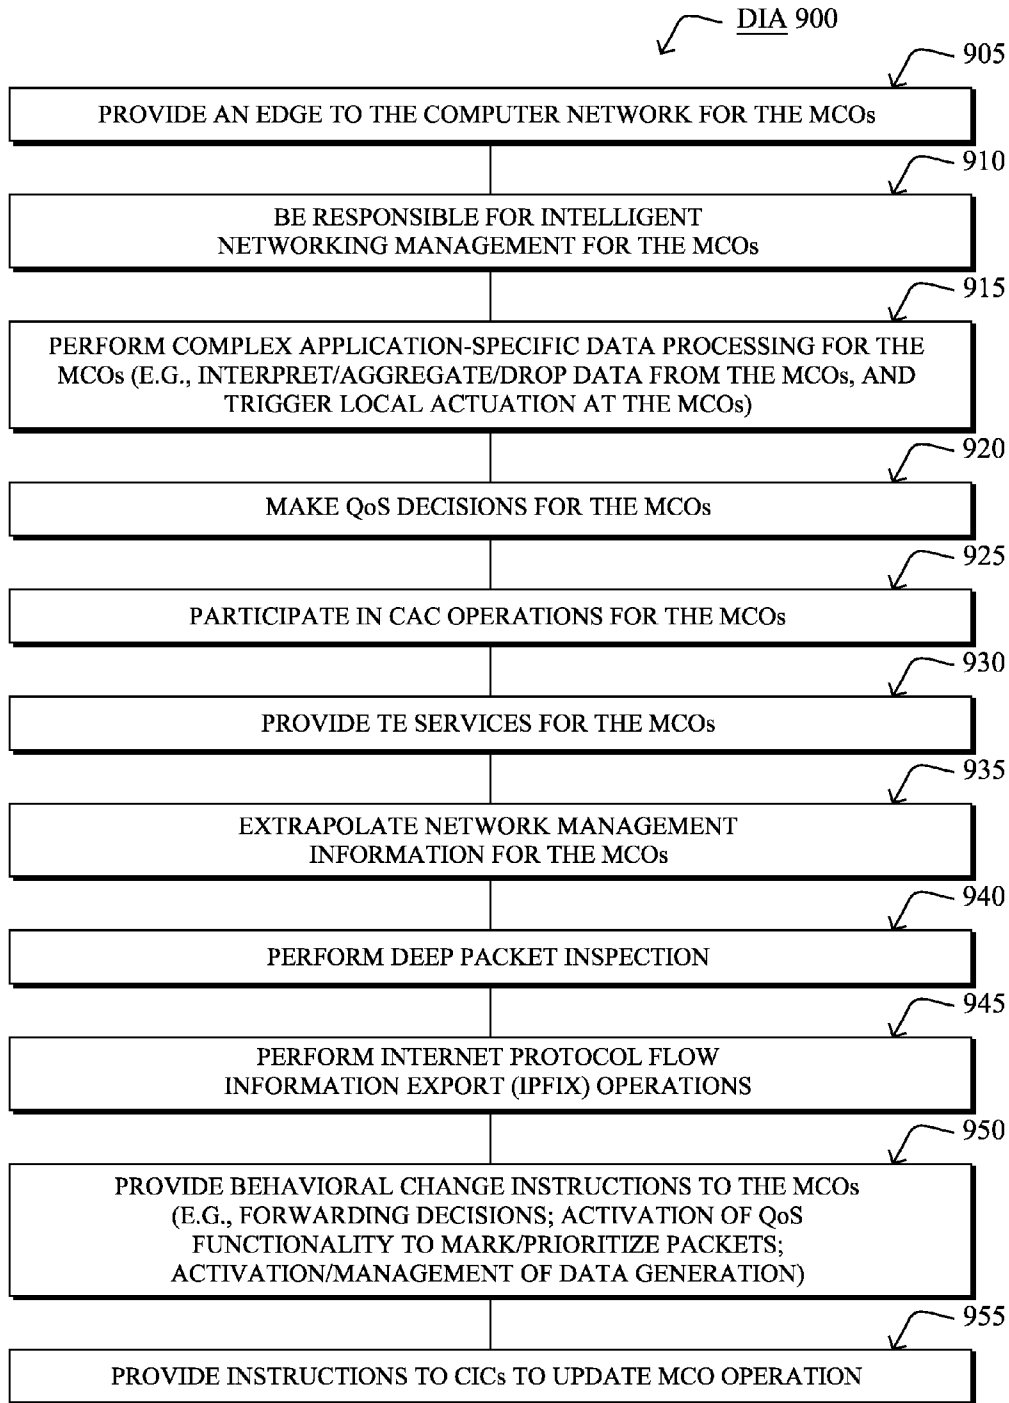 DIA 900
905
PROVIDE AN EDGE TO THE COMPUTER NETWORK FOR THE MCOs
910
BE RESPONSIBLE FOR INTELLIGENT
NETWORKING MANAGEMENT FOR THE MCOs
915
PERFORM COMPLEX APPLICATION-SPECIFIC DATA PROCESSING FOR THE
MCOs (E.G., INTERPRET/AGGREGATE/DROP DATA FROM THE MCOs, AND
TRIGGER LOCAL ACTUATION AT THE MCOs)
920
MAKE QoS DECISIONS FOR THE MCOs
925
PARTICIPATE IN CAC OPERATIONS FOR THE MCOs
930
PROVIDE TE SERVICES FOR THE MCOs
935
EXTRAPOLATE NETWORK MANAGEMENT
INFORMATION FOR THE MCOs
940
PERFORM DEEP PACKET INSPECTION
945
PERFORM INTERNET PROTOCOL FLOW
INFORMATION EXPORT (IPFIX) OPERATIONS
950
PROVIDE BEHAVIORAL CHANGE INSTRUCTIONS TO THE MCOs
(E.G., FORWARDING DECISIONS; ACTIVATION OF QoS
FUNCTIONALITY TO MARK/PRIORITIZE PACKETS;
ACTIVATION/MANAGEMENT OF DATA GENERATION)
955
PROVIDE INSTRUCTIONS TO CICs TO UPDATE MCO OPERATION